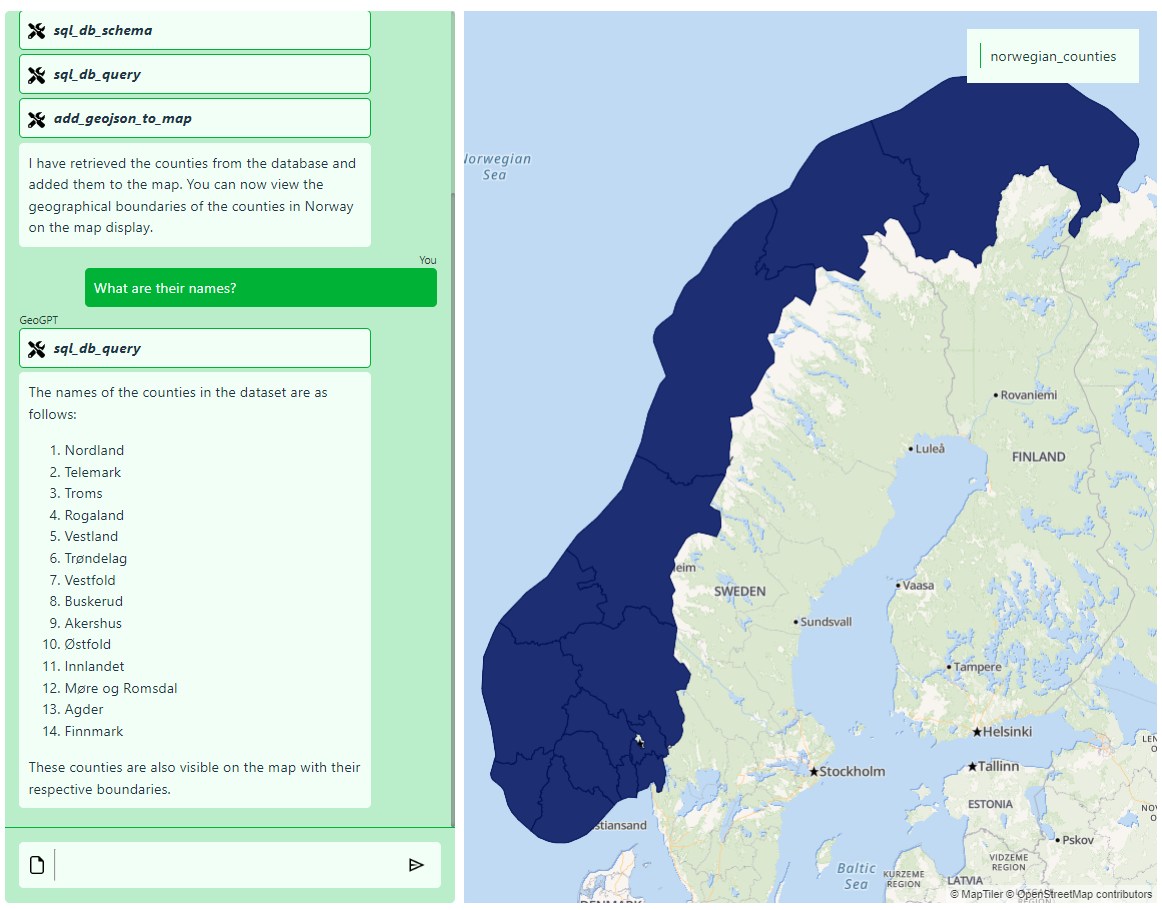 sql_db_schema
sql_db_query
add_geojson_to_map
I have retrieved the counties from the database and
added them to the map. You can now view the
geographical boundaries of the counties in Norway
on the map display.
You
What are their names?
GeoGPT
sql_db_query
The names of the counties in the dataset are as
follows:
1. Nordland
2. Telemark
3. Troms
4. Rogaland
5. Vestland
6. Trøndelag
7. Vestfold
8. Buskerud
9. Akershus
10. Østfold
11. Innlandet
12. Møre og Romsdal
13. Agder
14. Finnmark
These counties are also visible on the map with their
respective boundaries.
norwegian_counties
Norwegian
Sea
Rovaniemi
Luleå
FINLAND
eim
SWEDEN
Vaasa
Sundsvall
Tampere
Helsinki
LEN
O
Stockholm
Tallinn
ESTONIA
NOV
O
stiansand
Pskov
Baltic
Sea
VIDZEME
REGION
KURZEME
REGION
LATVIA
DENMARK
© MapTiler © OpenStreetMap contributors